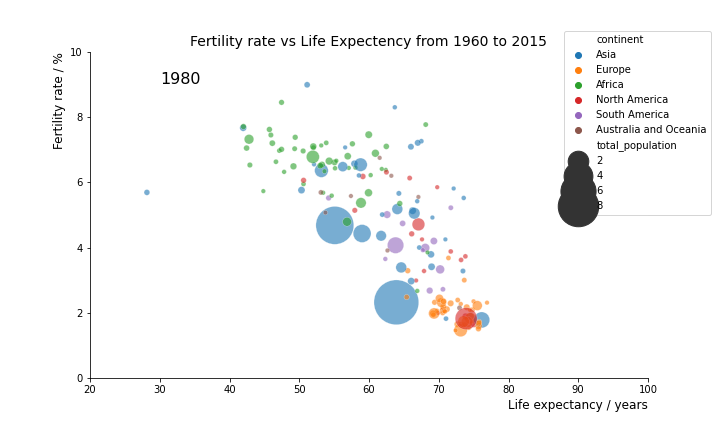 Fertility rate vs Life Expectency from 1960 to 2015
continent
Asia
Europe
Africa
North America
South America
Australia and Oceania
total_population
2
4
6
8
1980
Fertility rate / %
10
8
6
4
2
0
20
30
40
50
60
70
80
90
100
Life expectancy / years